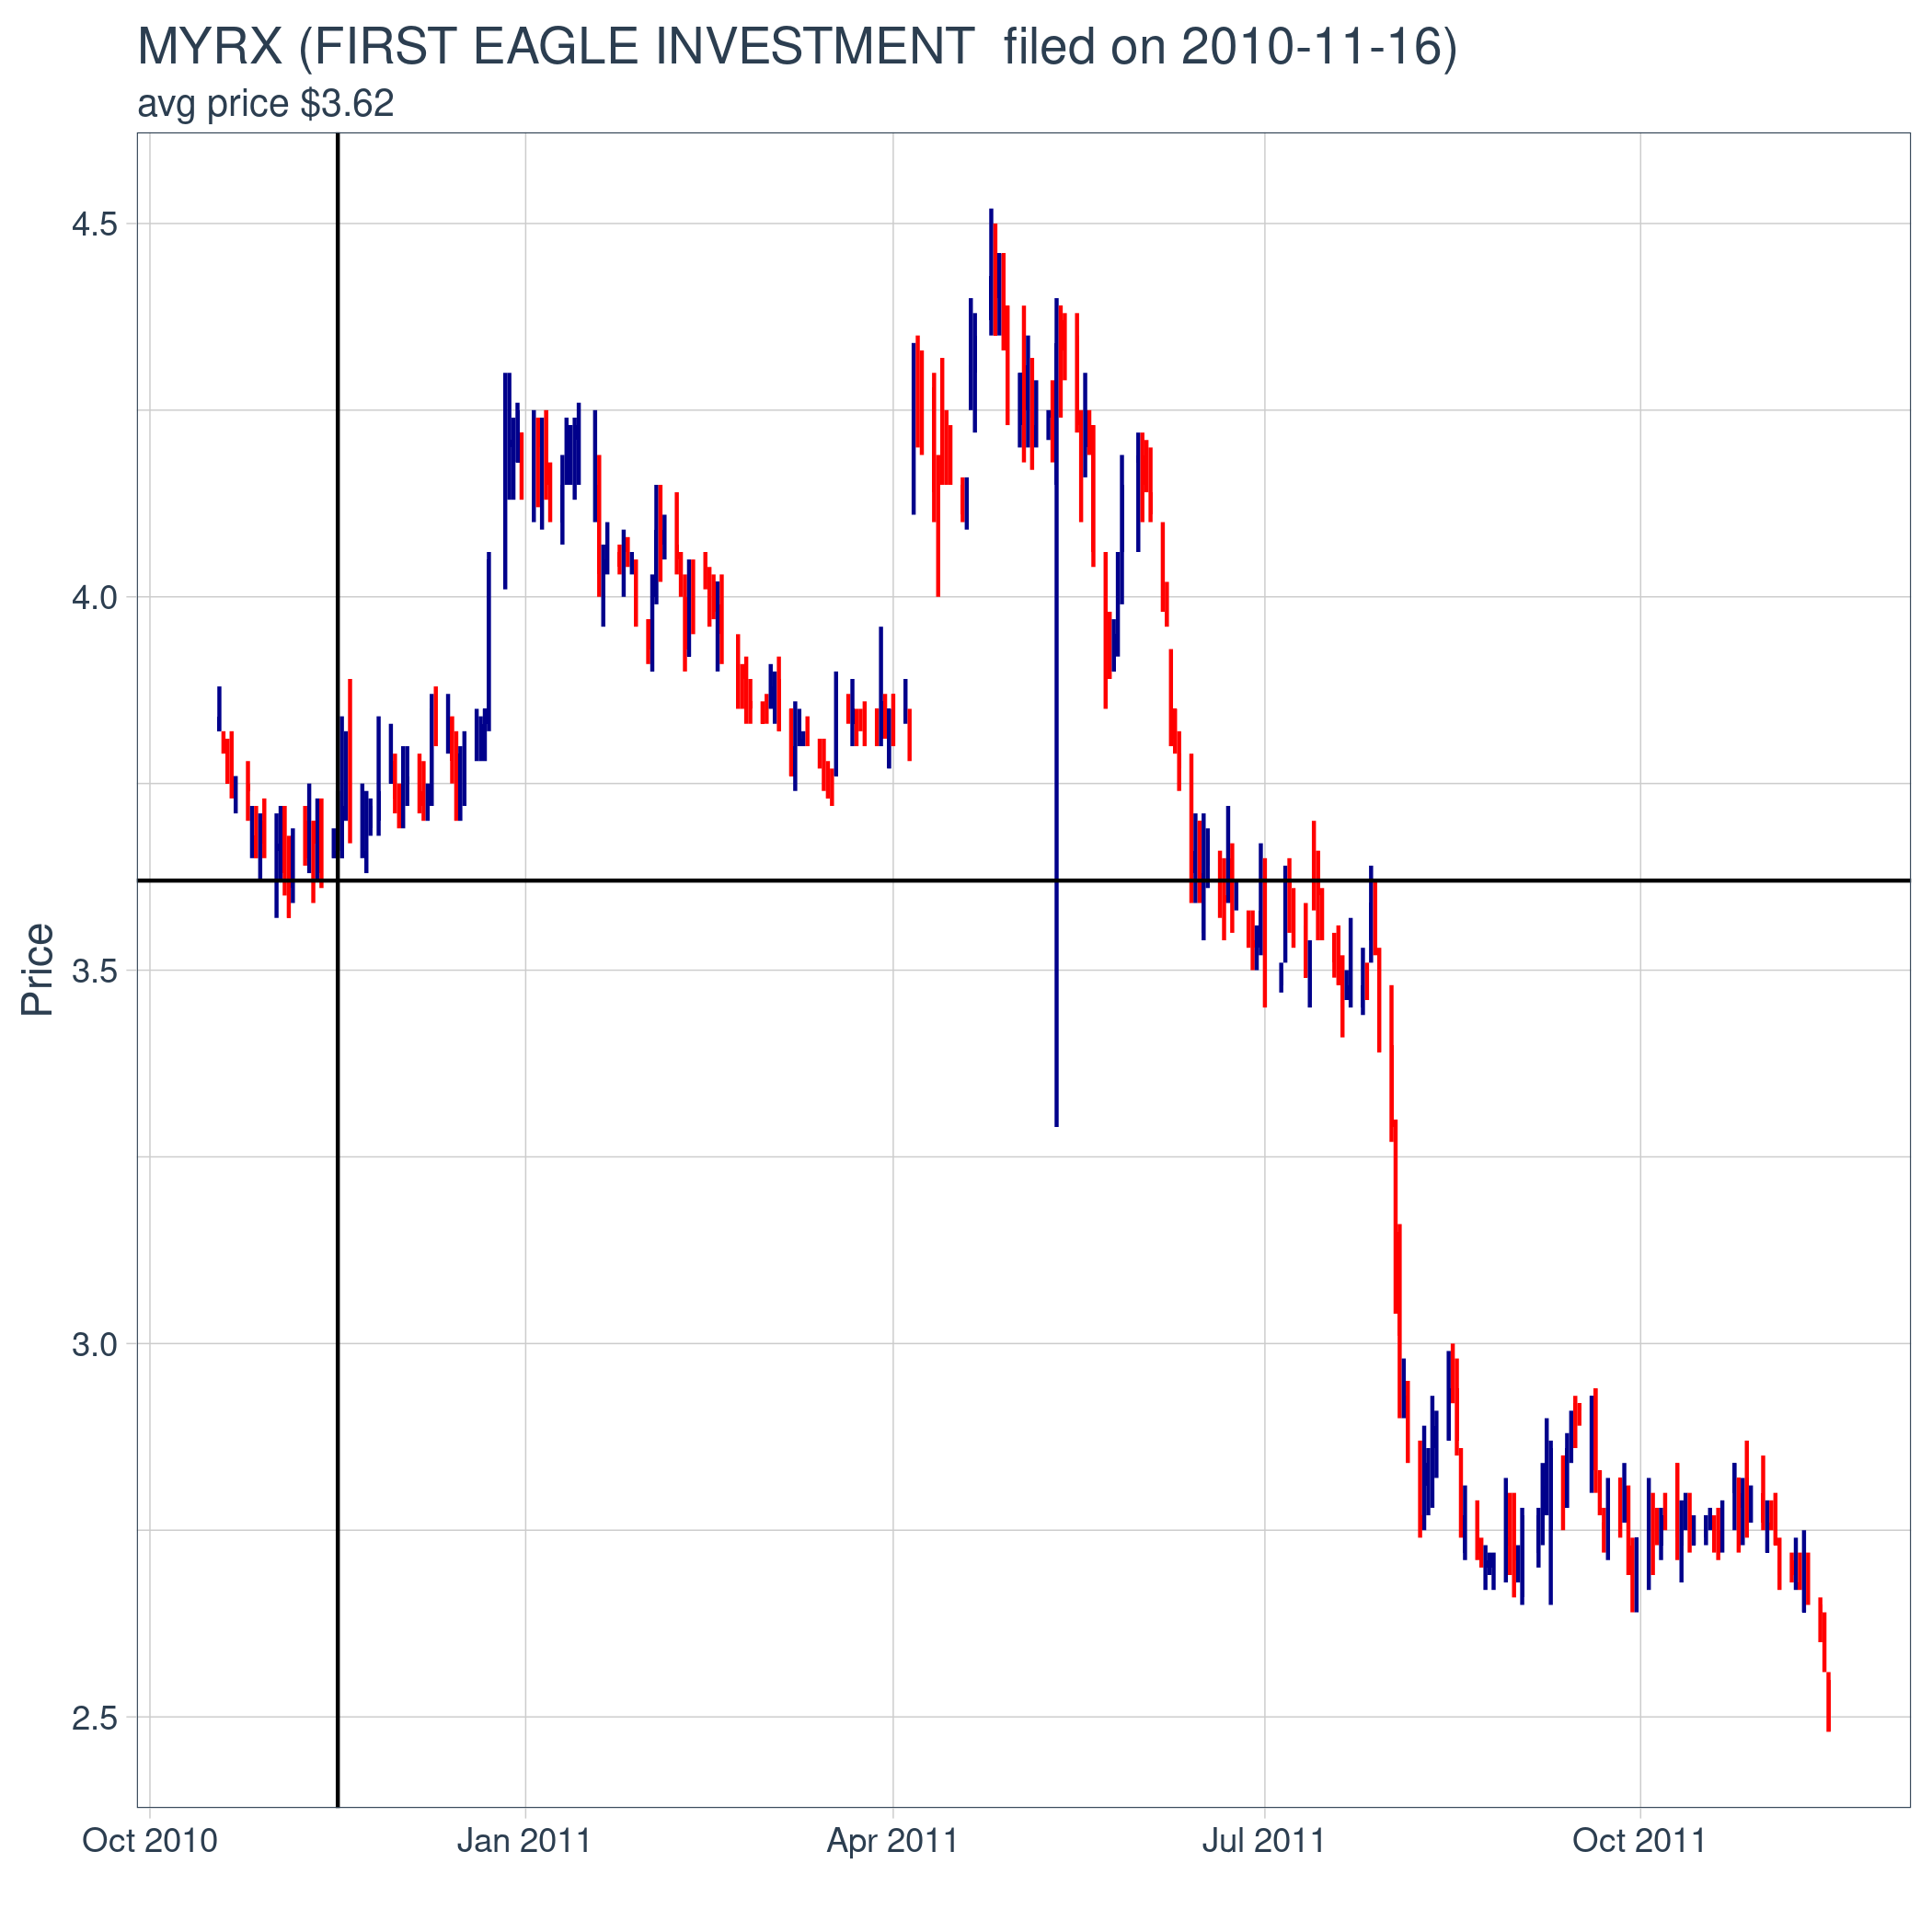 MYRX (FIRST EAGLE INVESTMENT  filed on 2010-11-16)
avg price $3.62
4.5
4.0
3.5
3.0
2.5
Price
Oct 2010
Jan 2011
Apr 2011
Jul 2011
Oct 2011